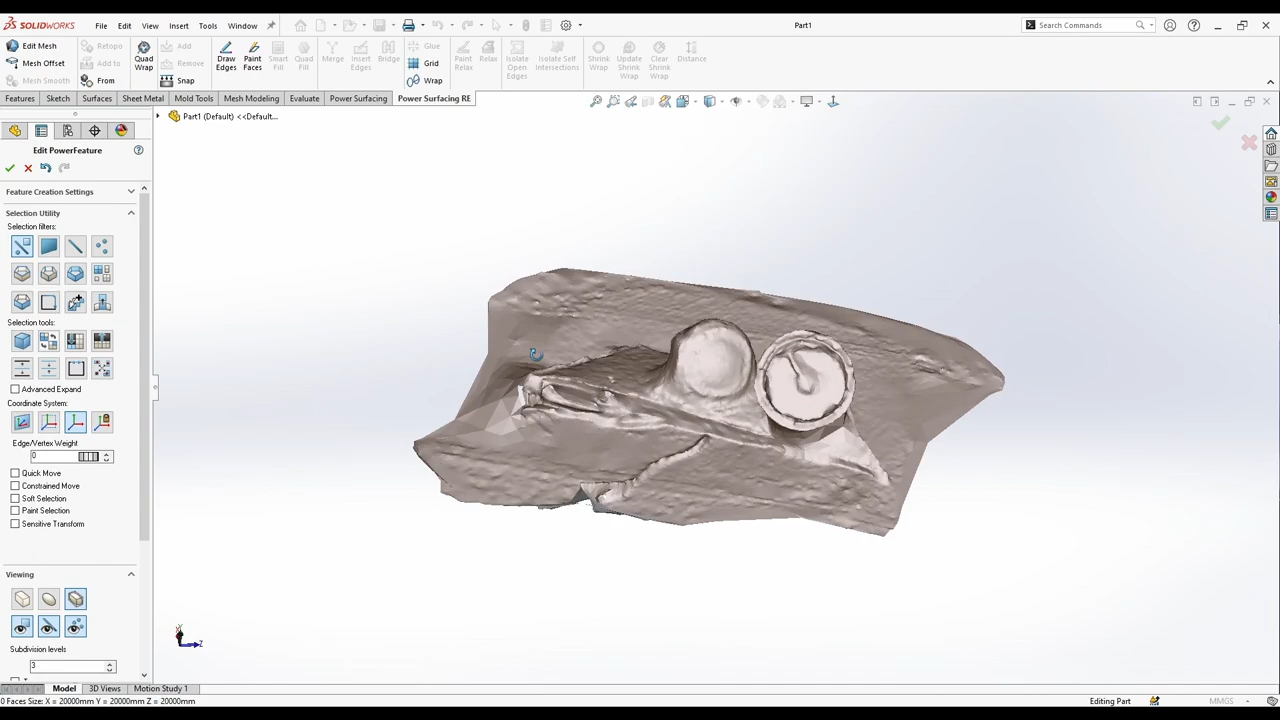 SOLIDWORKS File Edit View Insert Tools Window Part1 Search Commands
Edit Mesh Retopo Add Glue
Mesh Offset Add to Quad Wrap Remove Draw Edges Paint Faces Smart Fill Quad Fill Merge Insert Edges Bridge Grid Paint Relax Relax Isolate Open Edges Isolate Self Intersections Shrink Wrap Update Shrink Wrap Clear Shrink Wrap Distance
Mesh Smooth From Snap Wrap
Features Sketch Surfaces Sheet Metal Mold Tools Mesh Modeling Evaluate Power Surfacing Power Surfacing RE
Part1 (Default) <<Default...
Edit PowerFeature
Feature Creation Settings
Selection Utility
Selection filters:
Selection tools:
Advanced Expand
Coordinate System:
Edge/Vertex Weight
0
Quick Move
Constrained Move
Soft Selection
Paint Selection
Sensitive Transform
Viewing
Subdivision levels
3
Y
Z
Model 3D Views Motion Study 1
0 Faces Size: X = 20000mm Y = 20000mm Z = 20000mm Editing Part MMGS